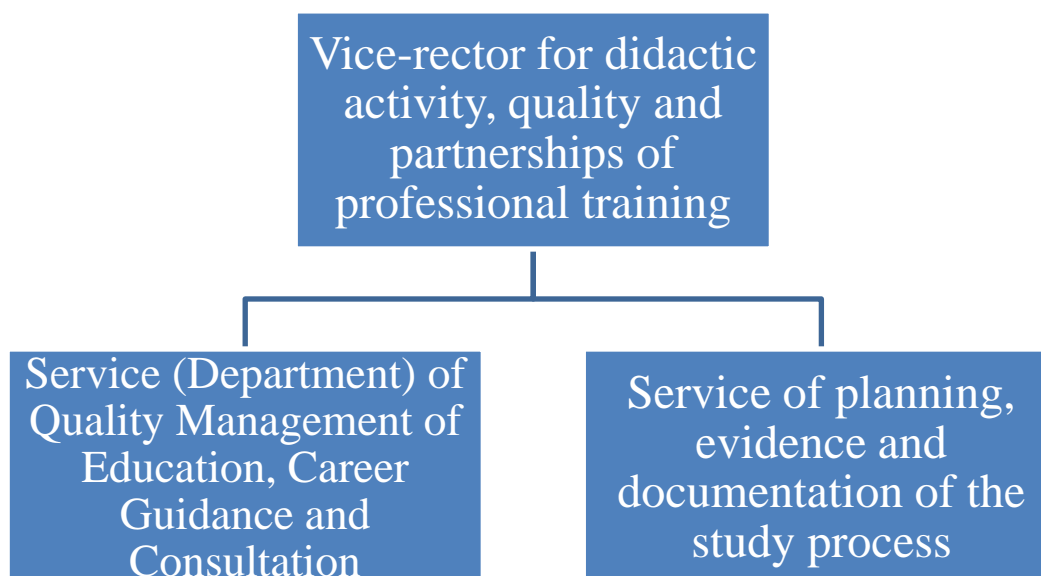 Vice-rector for didactic
activity, quality and
partnerships of
professional training
Service (Department) of
Quality Management of
Education, Career
Guidance and
Consultation
Service of planning,
evidence and
documentation of the
study process